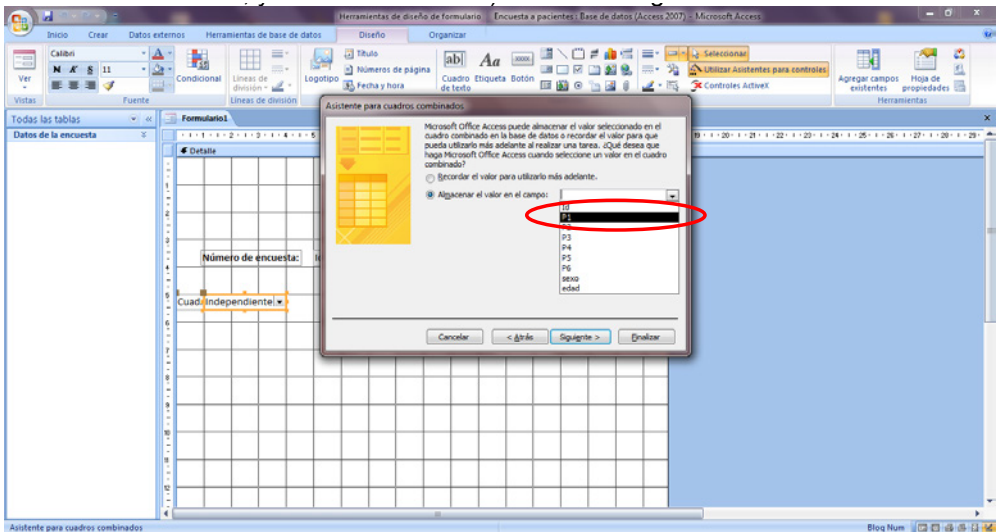 Herramientas de diseño de formulario
Encuesta a pacientes : Base de datos (Access 2007) - Microsoft Access
Inicio Crear Datos externos Herramientas de base de datos Diseño Organizar
Ver
Vistas
Calibri
N K S 11
Fuente
Condicional
Líneas de división
Líneas de división
Logotipo
Título
Números de página
Fecha y hora
ab|
Cuadro de texto
Aa
Etiqueta
xxxx
Botón
Seleccionar
Utilizar Asistentes para controles
Controles ActiveX
Agregar campos existentes
Hoja de propiedades
Herramientas
Todas las tablas
Datos de la encuesta
Formulario1
Detalle
Número de encuesta:
Cuad
Independiente
Asistente para cuadros combinados
Microsoft Office Access puede almacenar el valor seleccionado en el
cuadro combinado en la base de datos o recordar el valor para que
pueda utilizarlo más adelante al realizar una tarea. ¿Qué desea que
haga Microsoft Office Access cuando seleccione un valor en el cuadro
combinado?
Recordar el valor para utilizarlo más adelante.
Almacenar el valor en el campo:
Id
P1
P2
P3
P4
P5
P6
sexo
edad
Cancelar
< Atrás
Siguiente >
Finalizar
Asistente para cuadros combinados
Bloq Num